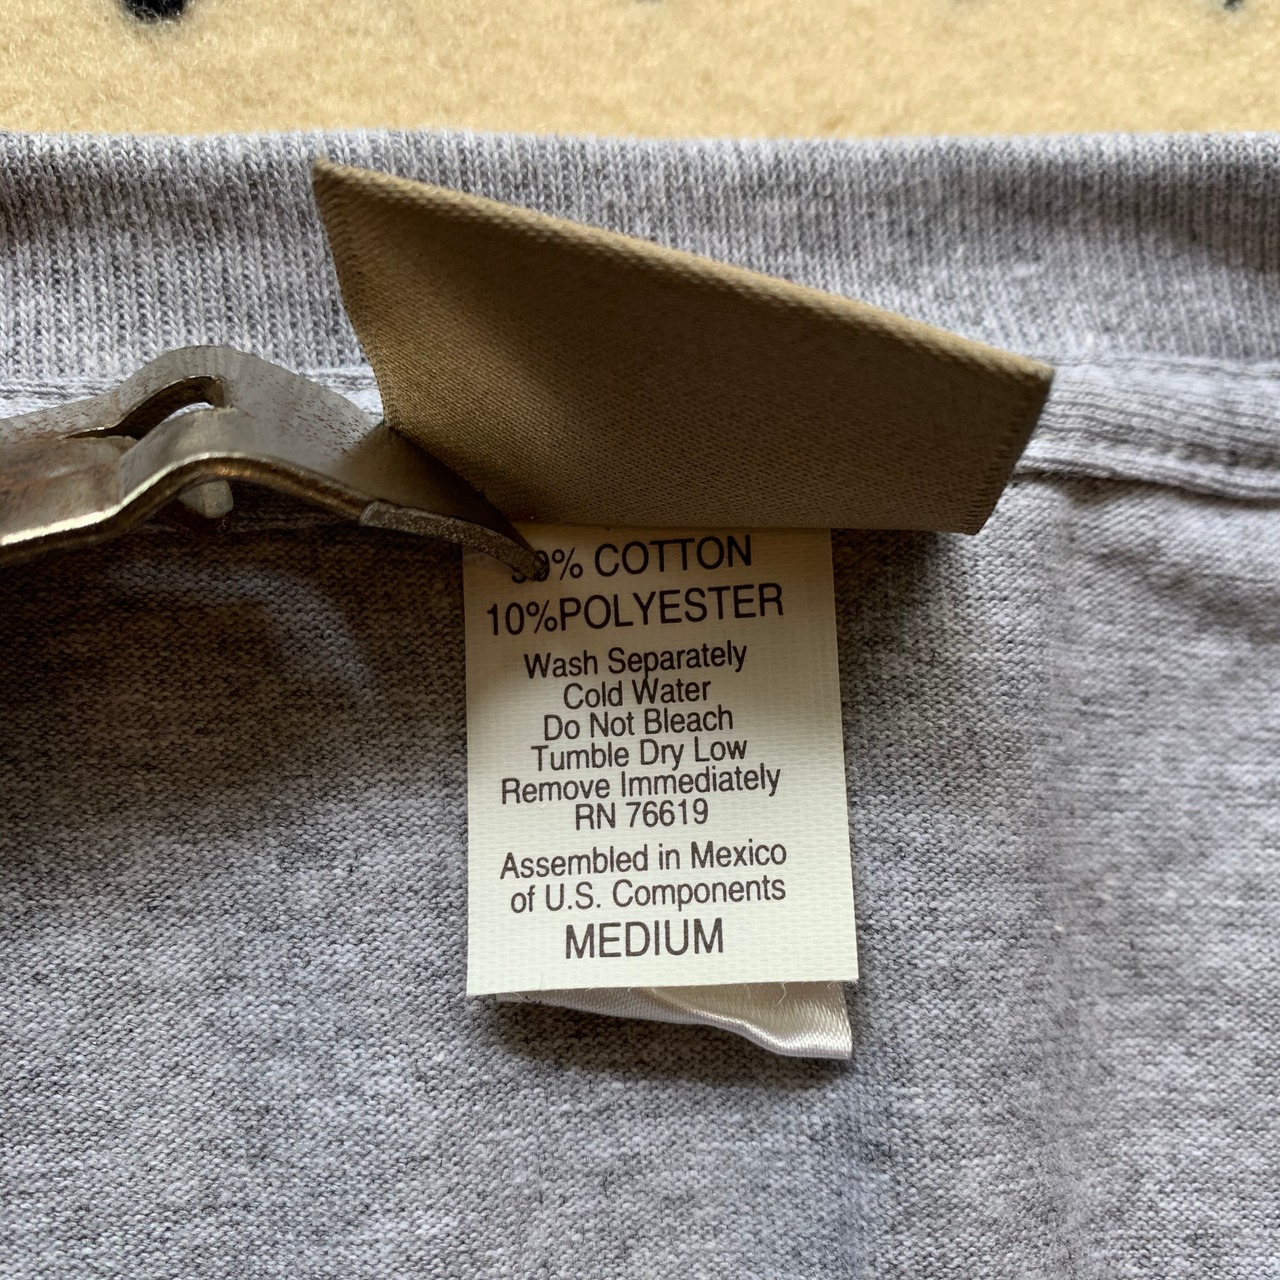 90% COTTON
10%POLYESTER
Wash Separately
Cold Water
Do Not Bleach
Tumble Dry Low
Remove Immediately
RN 76619
Assembled in Mexico
of U.S. Components
MEDIUM